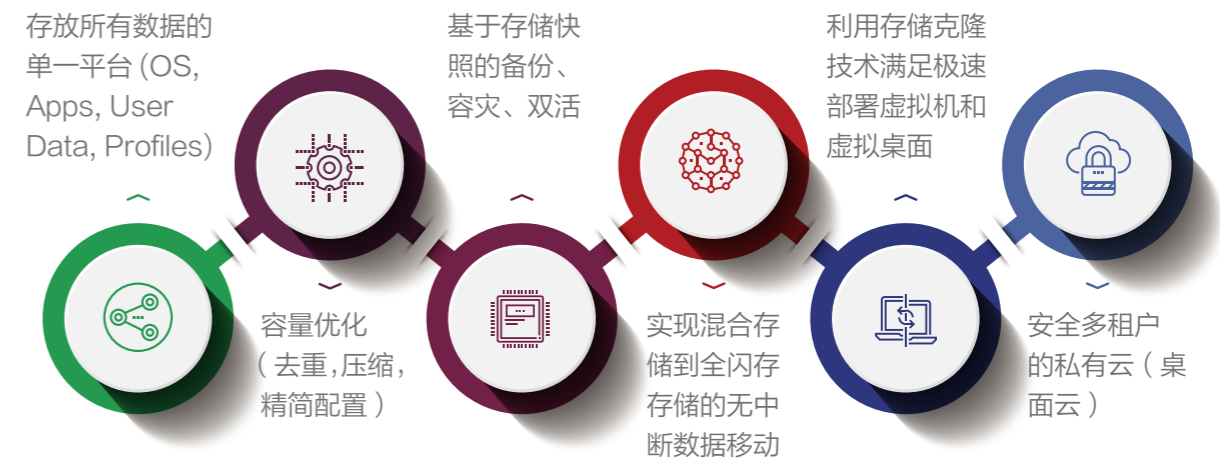 存放所有数据的
单一平台 (OS,
Apps, User
Data, Profiles)
容量优化
（去重,压缩,
精简配置）
基于存储快
照的备份、
容灾、双活
实现混合存
储到全闪存
存储的无中
断数据移动
利用存储克隆
技术满足极速
部署虚拟机和
虚拟桌面
安全多租户
的私有云（桌
面云）